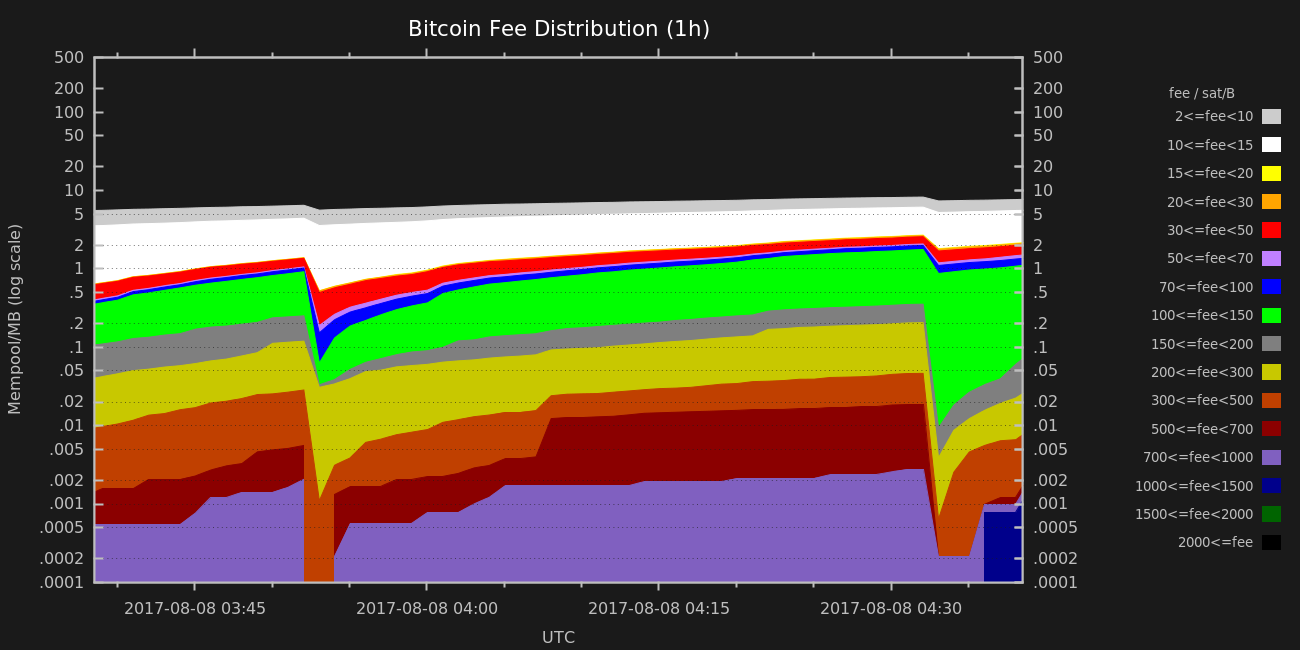 Bitcoin Fee Distribution (1h)
Mempool/MB (log scale)
500
200
100
50
20
10
5
2
1
.5
.2
.1
.05
.02
.01
.005
.002
.001
.0005
.0002
.0001
500
200
100
50
20
10
5
2
1
.5
.2
.1
.05
.02
.01
.005
.002
.001
.0005
.0002
.0001
2017-08-08 03:45 2017-08-08 04:00 2017-08-08 04:15 2017-08-08 04:30
UTC
fee / sat/B
2<=fee<10
10<=fee<15
15<=fee<20
20<=fee<30
30<=fee<50
50<=fee<70
70<=fee<100
100<=fee<150
150<=fee<200
200<=fee<300
300<=fee<500
500<=fee<700
700<=fee<1000
1000<=fee<1500
1500<=fee<2000
2000<=fee